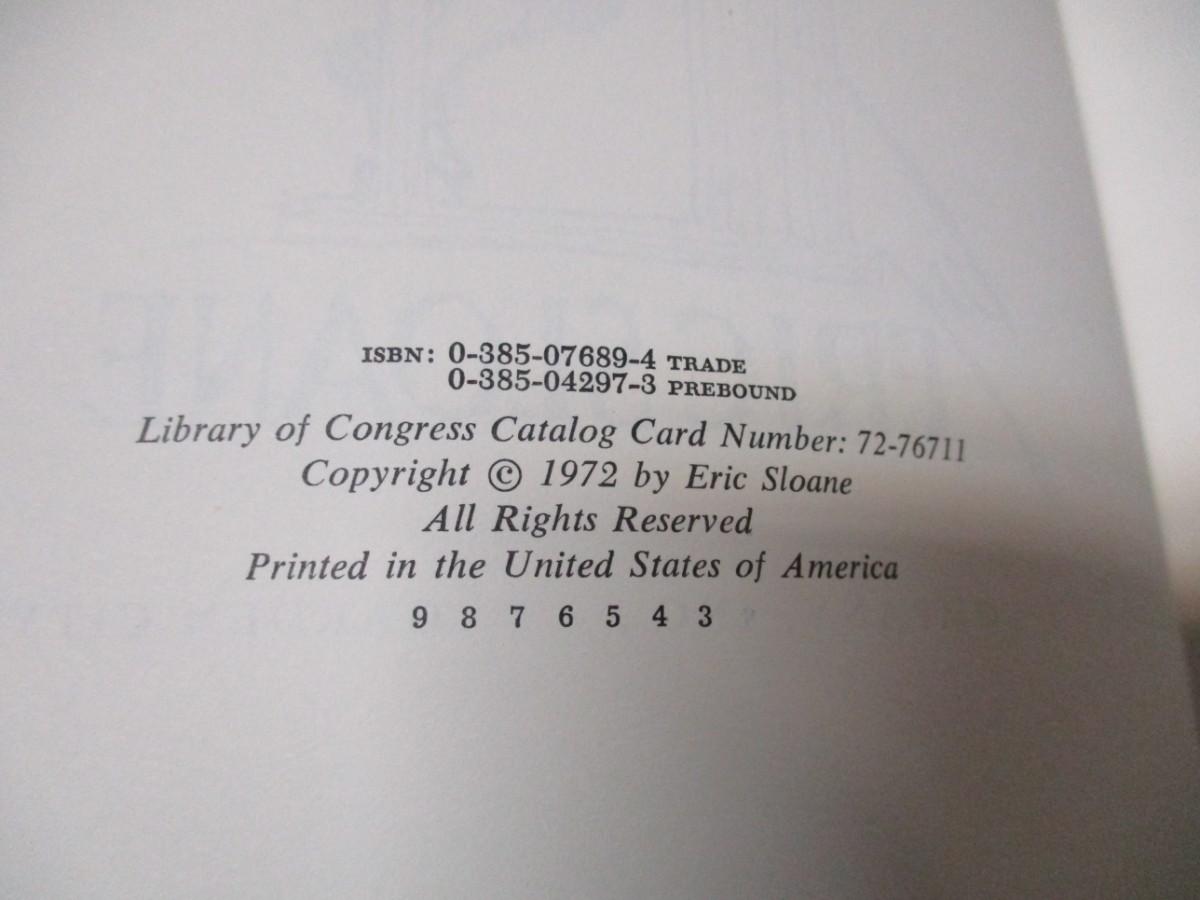 ISBN: 0-385-07689-4 TRADE
0-385-04297-3 PREBOUND
Library of Congress Catalog Card Number: 72-76711
Copyright © 1972 by Eric Sloane
All Rights Reserved
Printed in the United States of America
9 8 7 6 5 4 3